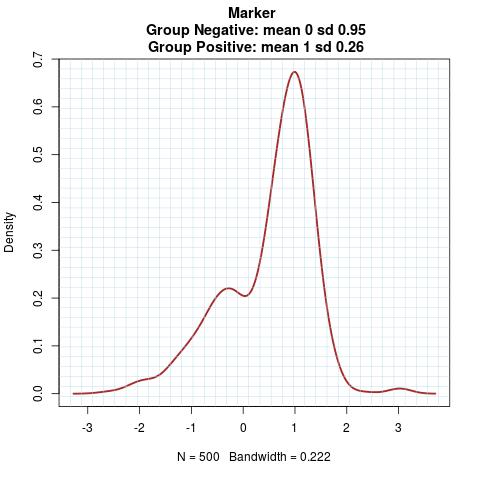 Marker
Group Negative: mean 0 sd 0.95
Group Positive: mean 1 sd 0.26
0.7
0.6
0.5
0.4
0.3
0.2
0.1
0.0
Density
-3 -2 -1 0 1 2 3
N = 500 Bandwidth = 0.222